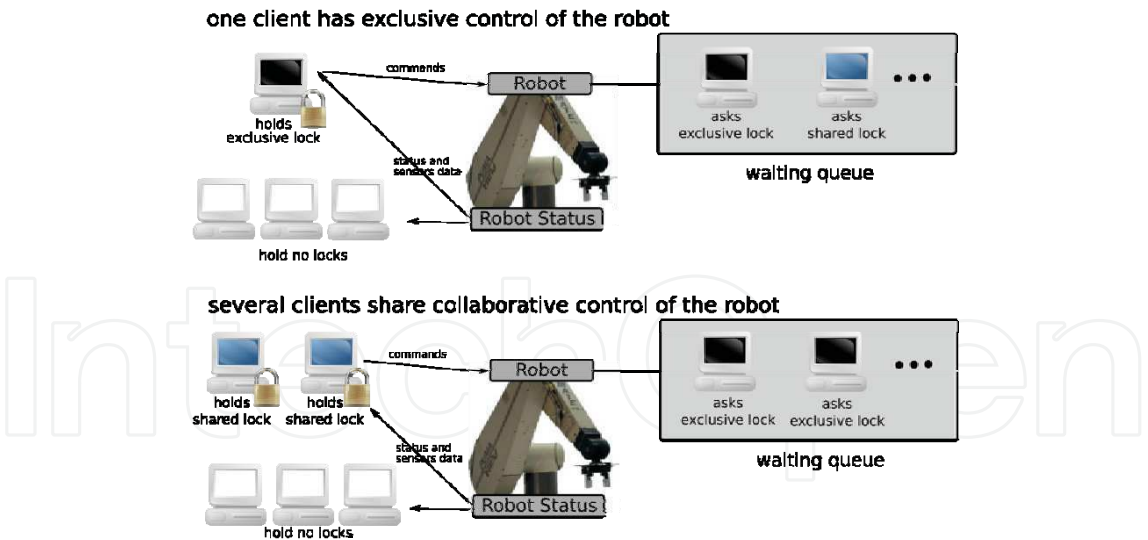 one client has exclusive control of the robot
commands
Robot
holds
exclusive lock
asks
exclusive lock
asks
shared lock
waiting queue
status and
sensors data
Robot Status
hold no locks
several clients share collaborative control of the robot
commands
Robot
holds
shared lock
holds
shared lock
asks
exclusive lock
asks
exclusive lock
waiting queue
status and
sensors data
Robot Status
hold no locks
IntechOpen